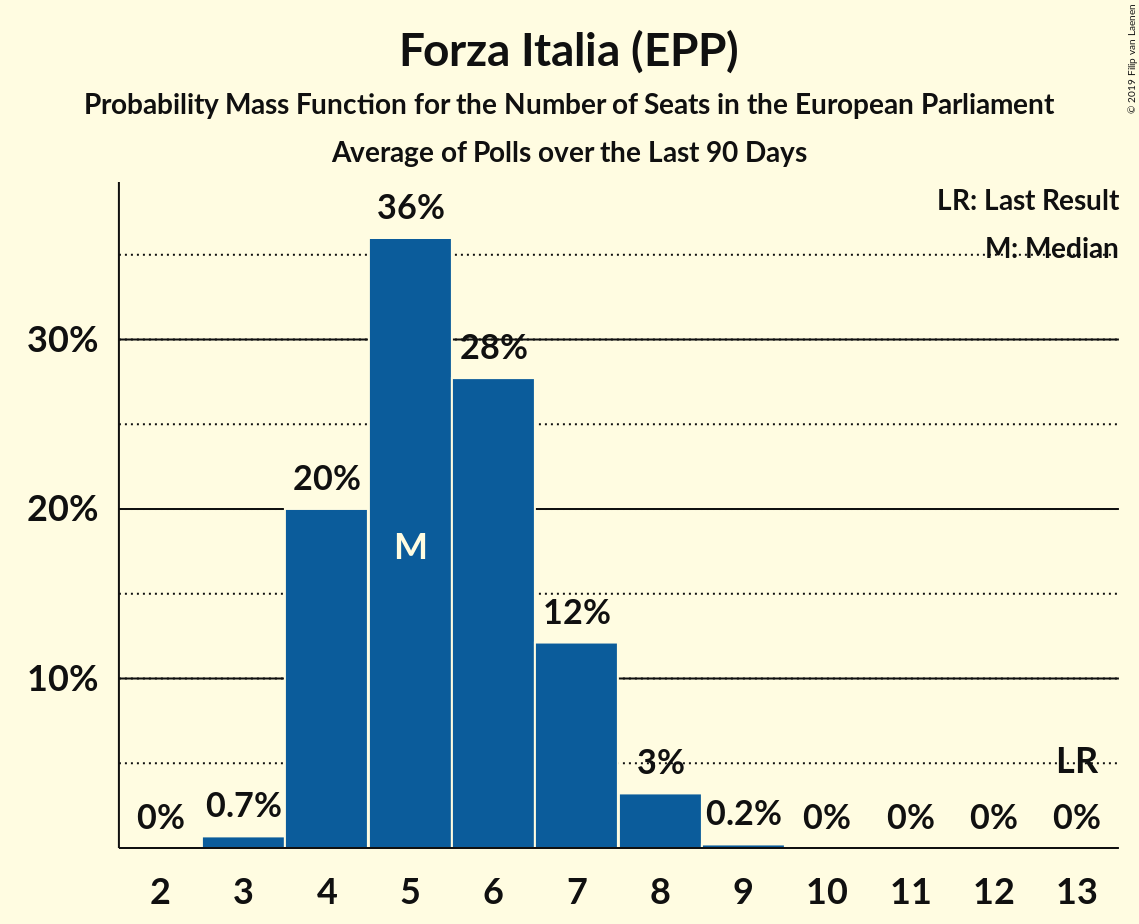 Forza Italia (EPP)
Probability Mass Function for the Number of Seats in the European Parliament
Average of Polls over the Last 90 Days
© 2019 Filip van Laenen
LR: Last Result
M: Median
36%
30%
28%
20%
20%
M
12%
10%
3%
LR
0%
0.7%
0.2%
0%
0%
0%
0%
2 3 4 5 6 7 8 9 10 11 12 13